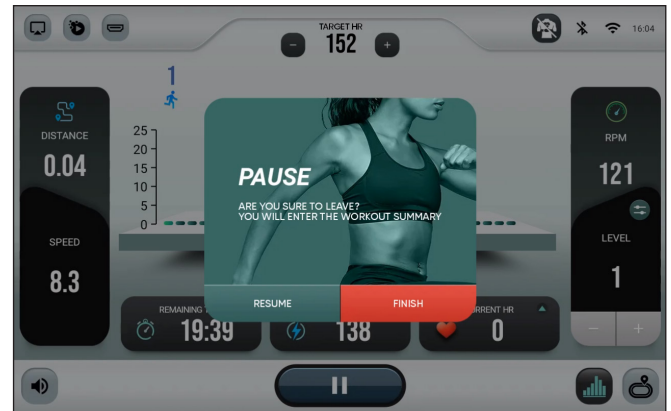 TARGET HR
- 152 +
16:04
1
DISTANCE
0.04
SPEED
8.3
25
20
15
10
5
0
PAUSE
ARE YOU SURE TO LEAVE?
YOU WILL ENTER THE WORKOUT SUMMARY
RESUME FINISH
RPM
121
LEVEL
1
- +
REMAINING
19:39
138
HR
0